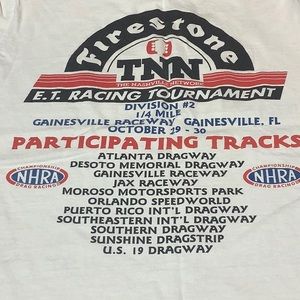 Firestone
TNN
THE NASHVILLE NETWORK
E.T. RACING TOURNAMENT
DIVISION #2
1/4 MILE
GAINESVILLE RACEWAY GAINESVILLE, FL
OCTOBER 29 - 30
PARTICIPATING TRACKS
ATLANTA DRAGWAY
DESOTO MEMORIAL DRAGWAY
GAINESVILLE RACEWAY
JAX RACEWAY
MOROSO MOTORSPORTS PARK
ORLANDO SPEEDWORLD
PUERTO RICO INT'L DRAGWAY
SOUTHEASTERN INT'L DRAGWAY
SOUTHERN DRAGWAY
SUNSHINE DRAGSTRIP
U.S. 19 DRAGWAY
CHAMPIONSHIP
NHRA
DRAG RACING
CHAMPIONSHIP
NHRA
DRAG RACING